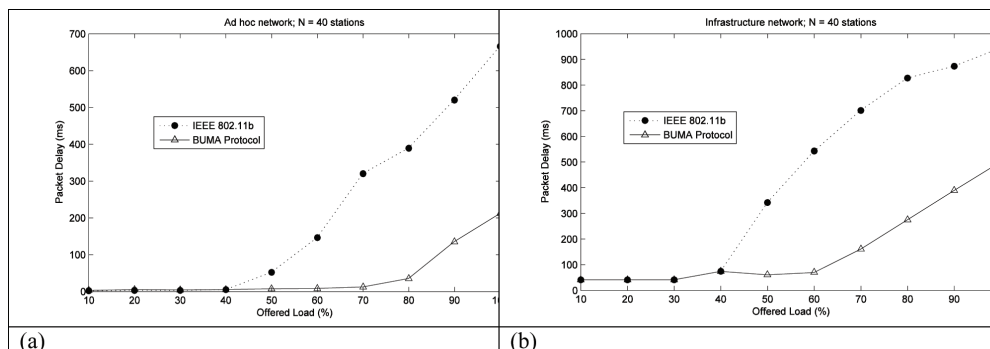 Ad hoc network; N = 40 stations
700
600
500
400
300
200
100
0
Packet Delay (ms)
IEEE 802.11b
BUMA Protocol
10 20 30 40 50 60 70 80 90 10
Offered Load (%)
(a)
Infrastructure network; N = 40 stations
1000
900
800
700
600
500
400
300
200
100
0
Packet Delay (ms)
IEEE 802.11b
BUMA Protocol
10 20 30 40 50 60 70 80 90
Offered Load (%)
(b)